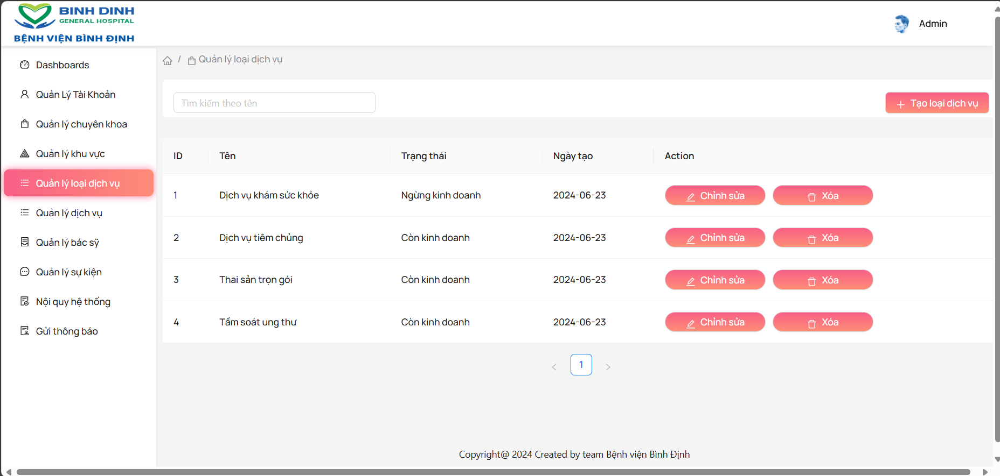 BINH DINH
GENERAL HOSPITAL
BỆNH VIỆN BÌNH ĐỊNH
Admin
Dashboards
Quản Lý Tài Khoản
Quản lý chuyên khoa
Quản lý khu vực
Quản lý loại dịch vụ
Quản lý dịch vụ
Quản lý bác sỹ
Quản lý sự kiện
Nội quy hệ thống
Gửi thông báo
/ Quản lý loại dịch vụ
Tìm kiếm theo tên
Tạo loại dịch vụ
ID Tên Trạng thái Ngày tạo Action
1 Dịch vụ khám sức khỏe Ngừng kinh doanh 2024-06-23 Chỉnh sửa Xóa
2 Dịch vụ tiêm chủng Còn kinh doanh 2024-06-23 Chỉnh sửa Xóa
3 Thai sản trọn gói Còn kinh doanh 2024-06-23 Chỉnh sửa Xóa
4 Tầm soát ung thư Còn kinh doanh 2024-06-23 Chỉnh sửa Xóa
< 1 >
Copyright@ 2024 Created by team Bệnh viện Bình Định